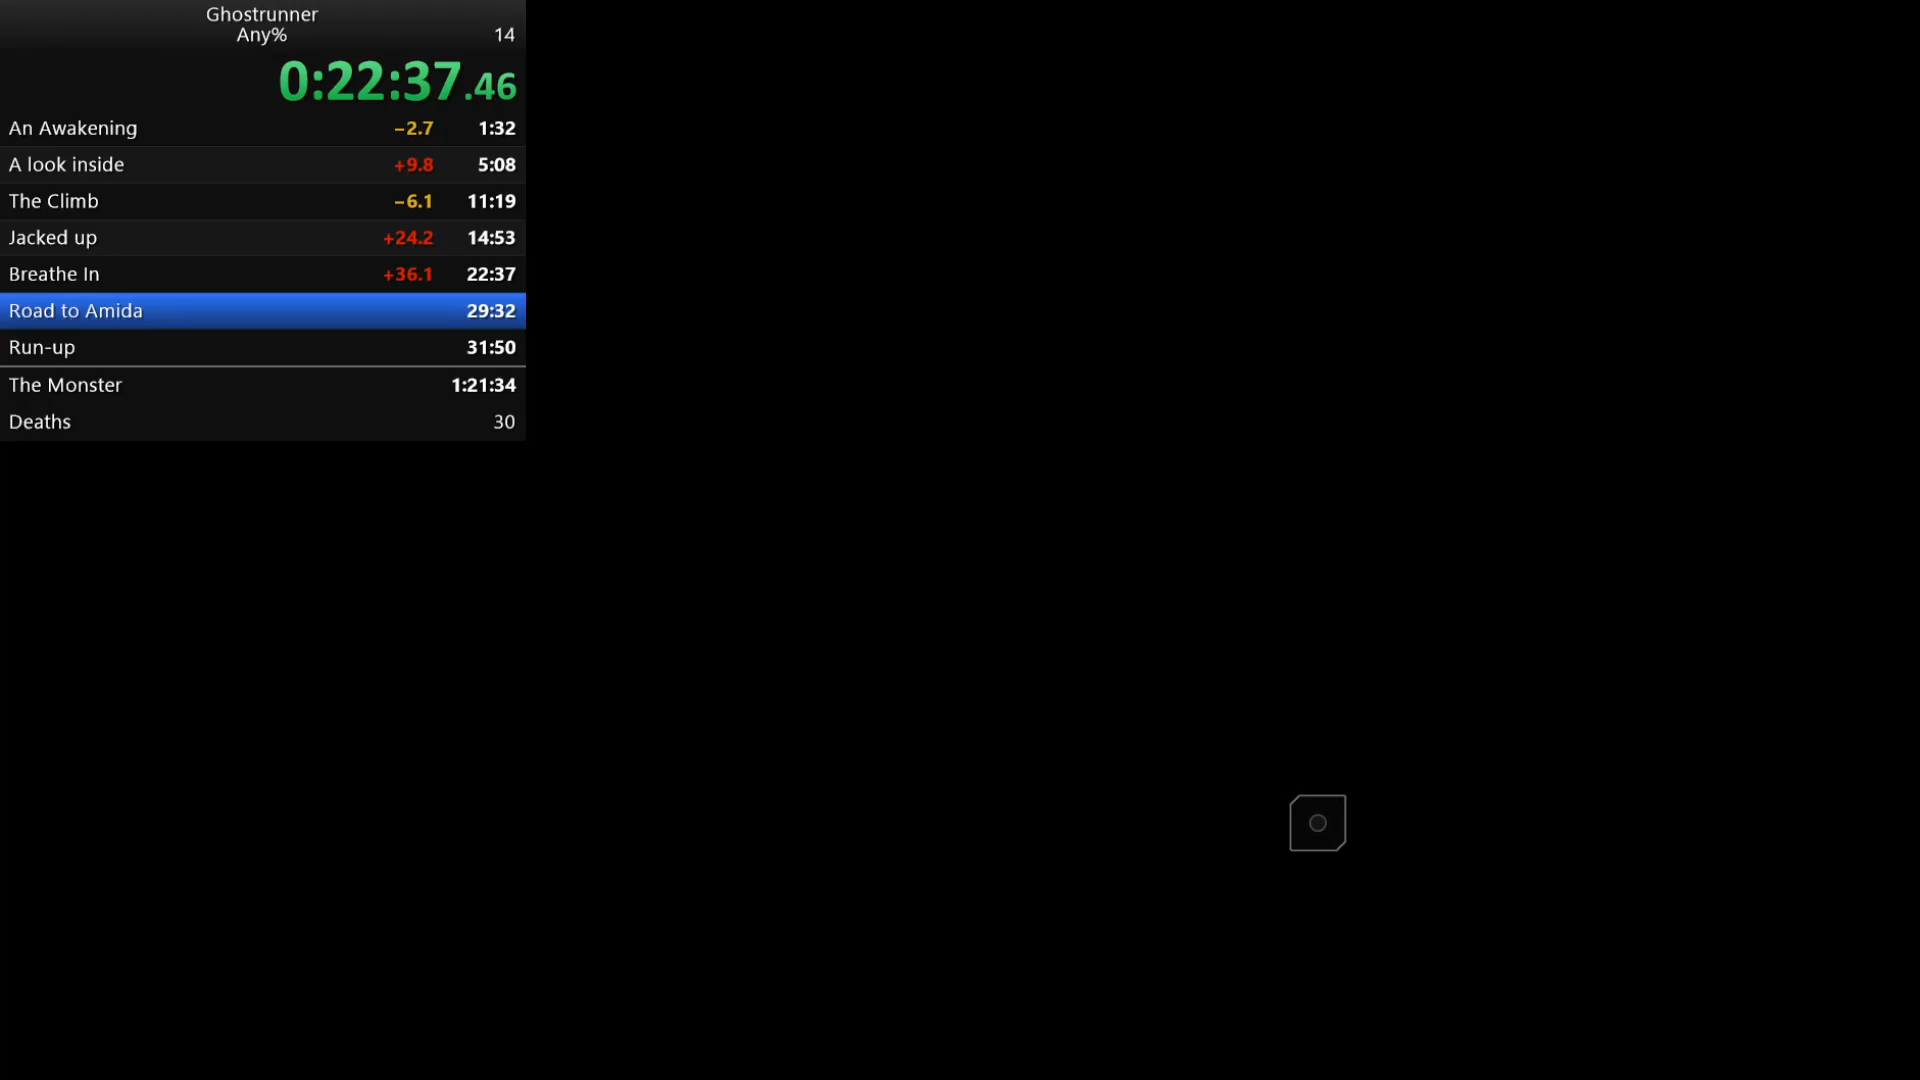 Ghostrunner
Any% 14
0:22:37.46
An Awakening −2.7 1:32
A look inside +9.8 5:08
The Climb −6.1 11:19
Jacked up +24.2 14:53
Breathe In +36.1 22:37
Road to Amida 29:32
Run-up 31:50
The Monster 1:21:34
Deaths 30